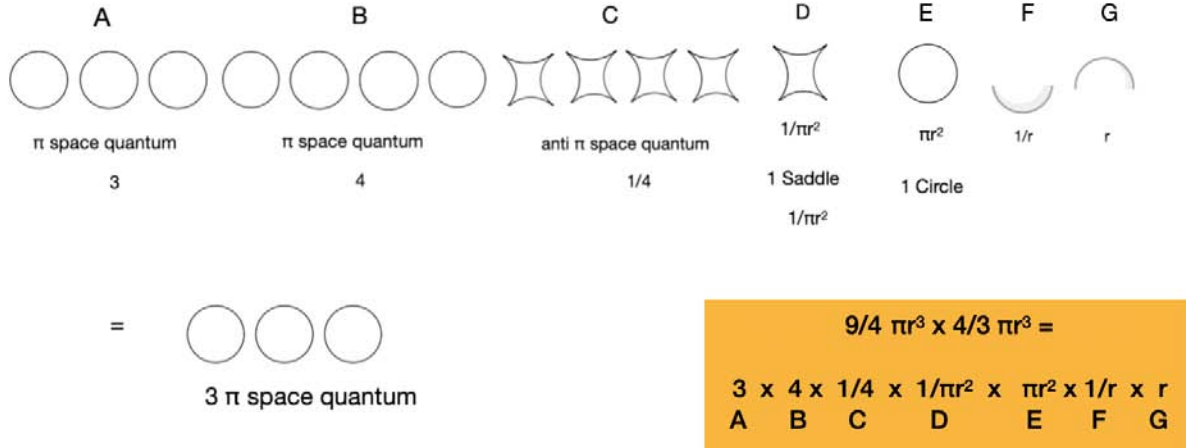 A B C D E F G
π space quantum
3
π space quantum
4
anti π space quantum
1/4
1/πr²
1 Saddle
1/πr²
πr²
1 Circle
1/r
r
=
3 π space quantum
9/4 πr³ x 4/3 πr³ =
3 x 4 x 1/4 x 1/πr² x πr² x 1/r x r
A B C D E F G